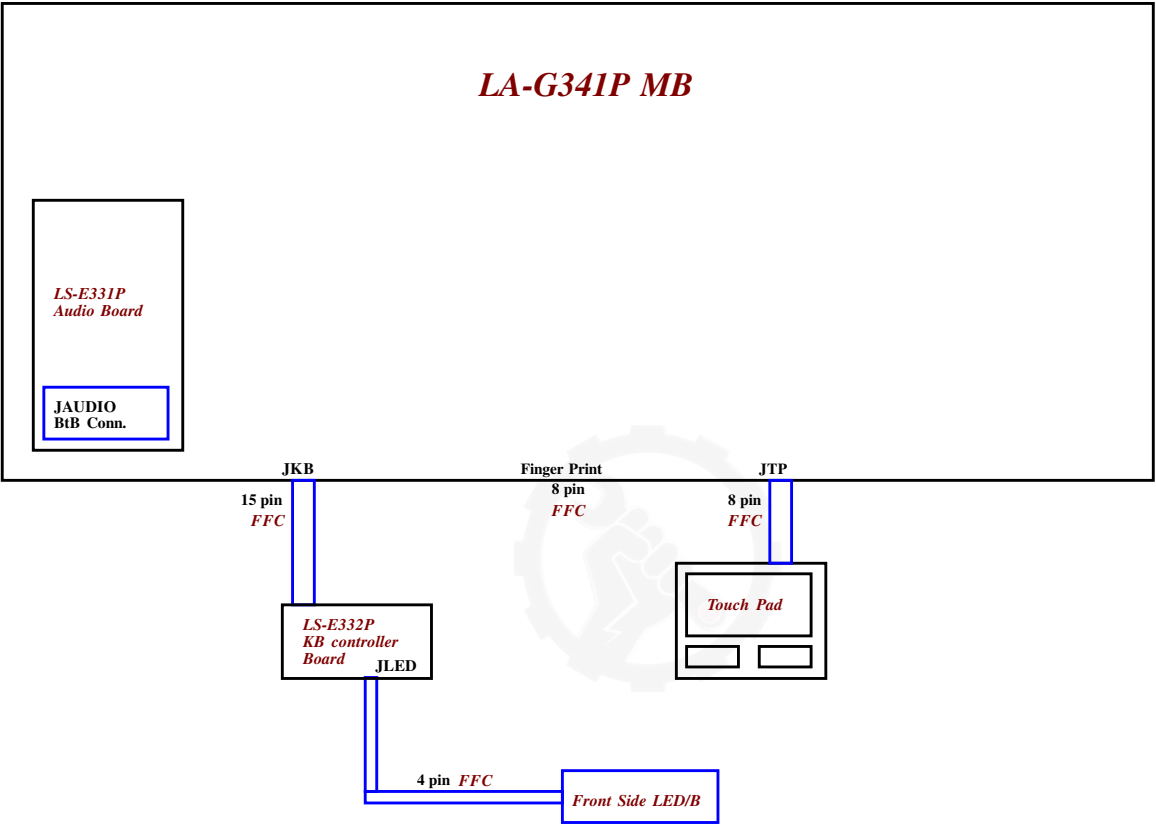 LA-G341P MB
LS-E331P
Audio Board
JAUDIO
BtB Conn.
JKB
Finger Print
JTP
15 pin
FFC
8 pin
FFC
8 pin
FFC
LS-E332P
KB controller
Board
JLED
Touch Pad
4 pin FFC
Front Side LED/B